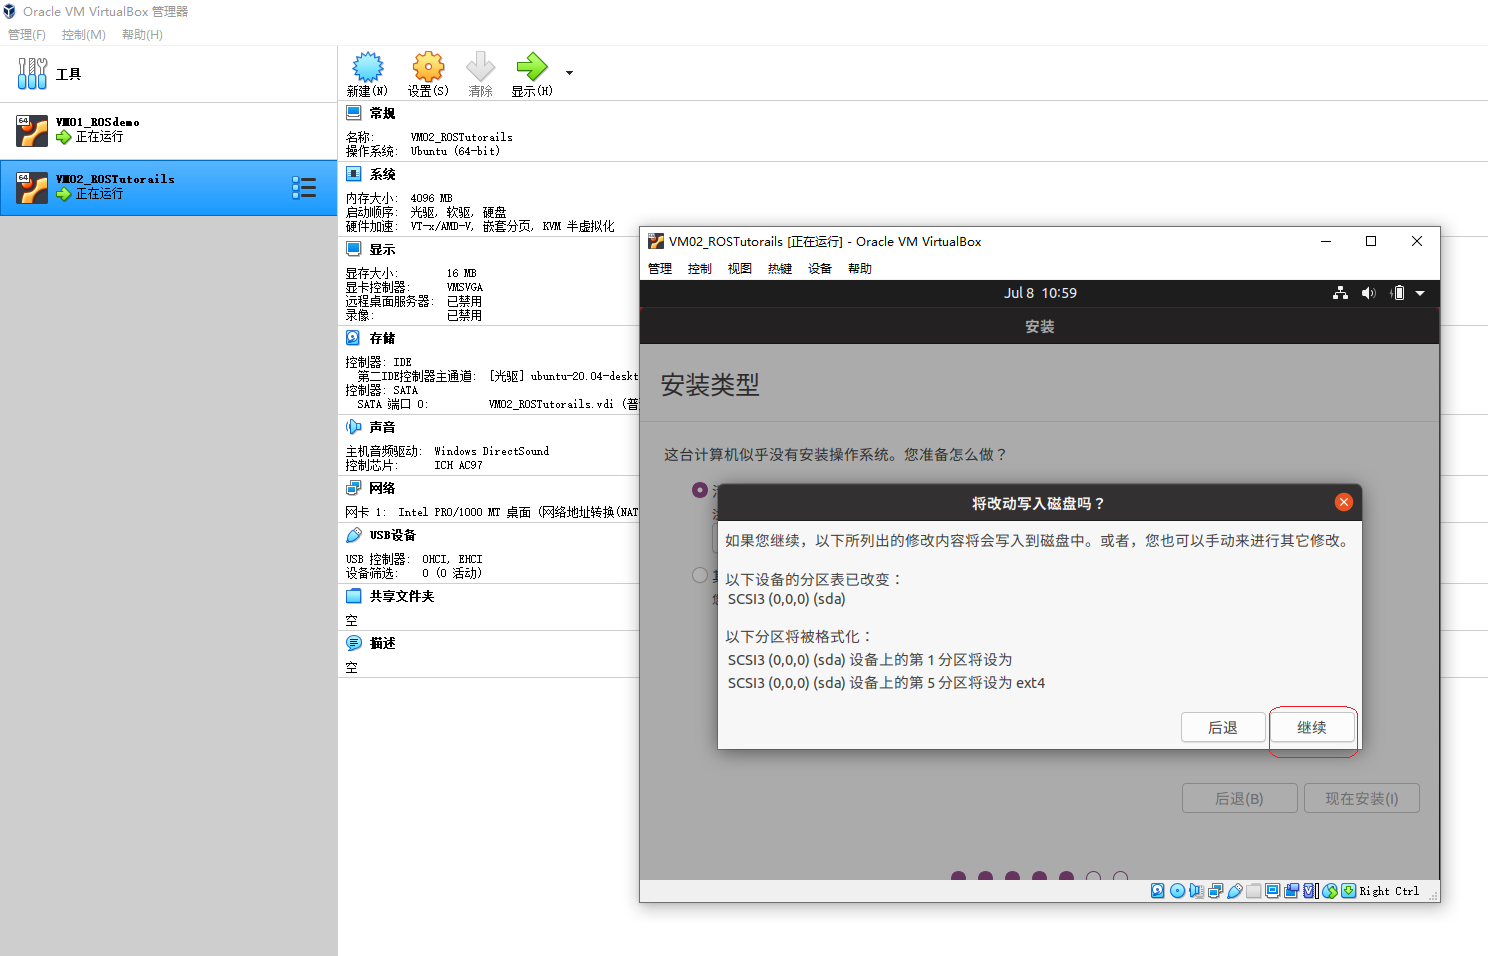 Oracle VM VirtualBox 管理器
管理(F) 控制(M) 帮助(H)
工具
64
VM01_ROSdemo
正在运行
64
VM02_ROSTutorails
正在运行
新建(N) 设置(S) 清除 显示(H)
常规
名称: VM02_ROSTutorails
操作系统: Ubuntu (64-bit)
系统
内存大小: 4096 MB
启动顺序: 光驱, 软驱, 硬盘
硬件加速: VT-x/AMD-V, 嵌套分页, KVM 半虚拟化
显示
显存大小: 16 MB
显卡控制器: VMSVGA
远程桌面服务器: 已禁用
录像: 已禁用
存储
控制器: IDE
第二IDE控制器主通道: [光驱] ubuntu-20.04-deskt
控制器: SATA
SATA 端口 0: VM02_ROSTutorails.vdi (普
声音
主机音频驱动: Windows DirectSound
控制芯片: ICH AC97
网络
网卡 1: Intel PRO/1000 MT 桌面 (网络地址转换(NAT
USB设备
USB 控制器: OHCI, EHCI
设备筛选: 0 (0 活动)
共享文件夹
空
描述
空
VM02_ROSTutorails [正在运行] - Oracle VM VirtualBox
管理 控制 视图 热键 设备 帮助
Jul 8 10:59
安装
安装类型
这台计算机似乎没有安装操作系统。您准备怎么做？
将改动写入磁盘吗？
如果您继续，以下所列出的修改内容将会写入到磁盘中。或者，您也可以手动来进行其它修改。
以下设备的分区表已改变：
SCSI3 (0,0,0) (sda)
以下分区将被格式化：
SCSI3 (0,0,0) (sda) 设备上的第 1 分区将设为
SCSI3 (0,0,0) (sda) 设备上的第 5 分区将设为 ext4
后退 继续
后退(B) 现在安装(I)
Right Ctrl